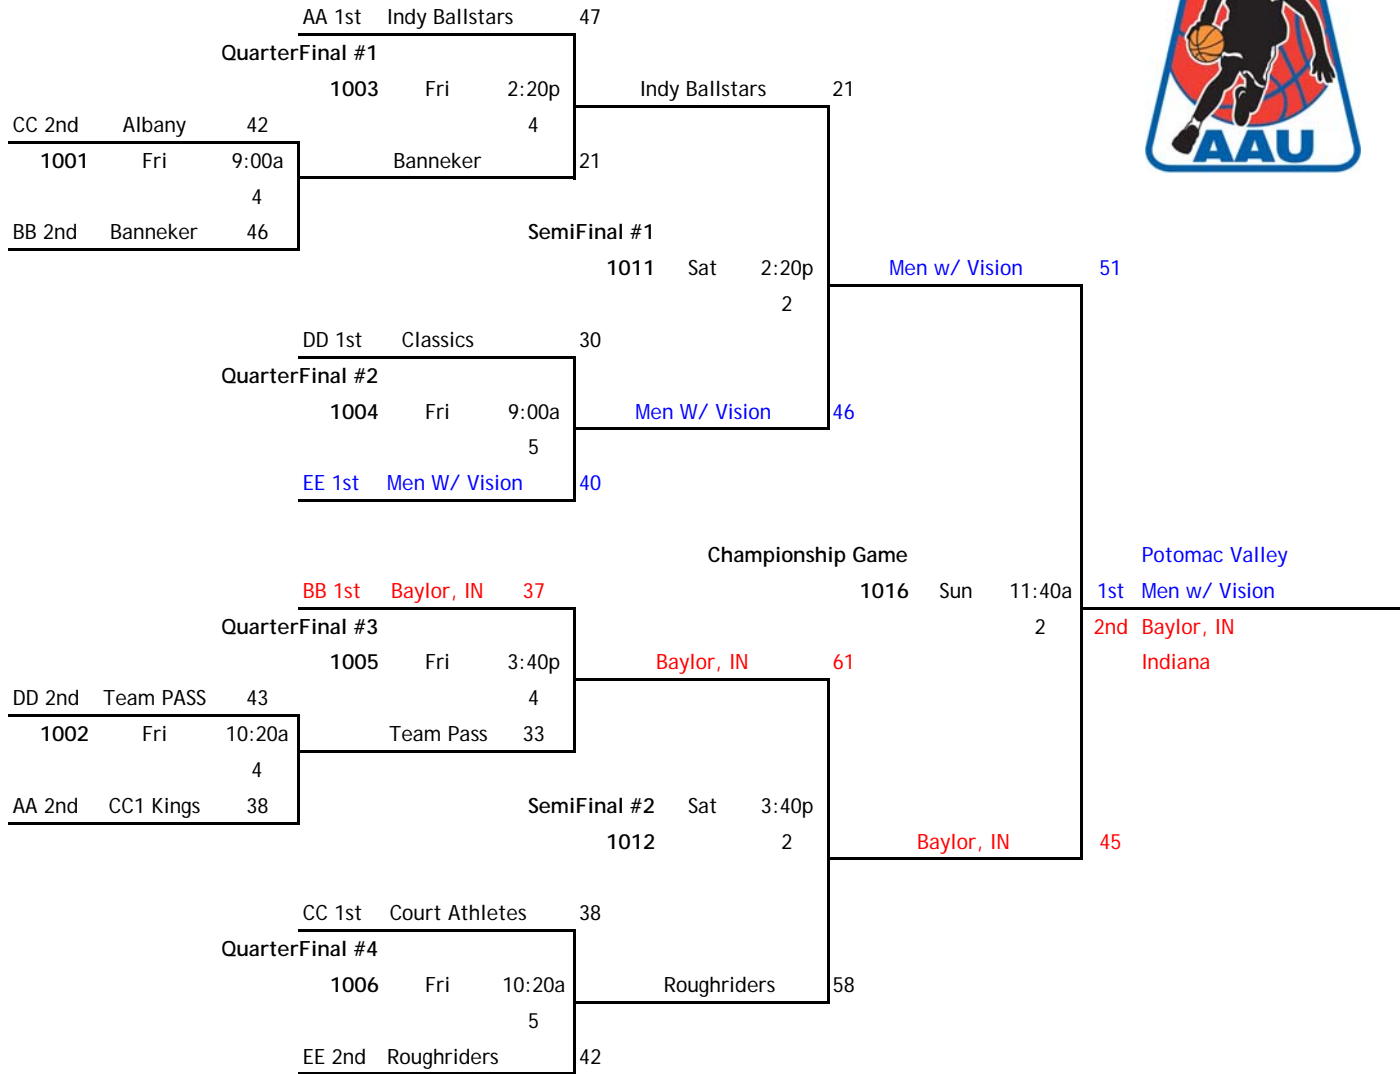 AA 1st Indy Ballstars 47
QuarterFinal #1
1003 Fri 2:20p Indy Ballstars 21
CC 2nd Albany 42 4
AAU
1001 Fri 9:00a Banneker 21
4
BB 2nd Banneker 46 SemiFinal #1
1011 Sat 2:20p Men w/ Vision 51
2
DD 1st Classics 30
QuarterFinal #2
1004 Fri 9:00a Men W/ Vision 46
5
EE 1st Men W/ Vision 40
Championship Game Potomac Valley
BB 1st Baylor, IN 37 1016 Sun 11:40a 1st Men w/ Vision
QuarterFinal #3 2 2nd Baylor, IN
1005 Fri 3:40p Baylor, IN 61 Indiana
DD 2nd Team PASS 43 4
1002 Fri 10:20a Team Pass 33
4
AA 2nd CC1 Kings 38 SemiFinal #2 Sat 3:40p
1012 2 Baylor, IN 45
CC 1st Court Athletes 38
QuarterFinal #4
1006 Fri 10:20a Roughriders 58
5
EE 2nd Roughriders 42